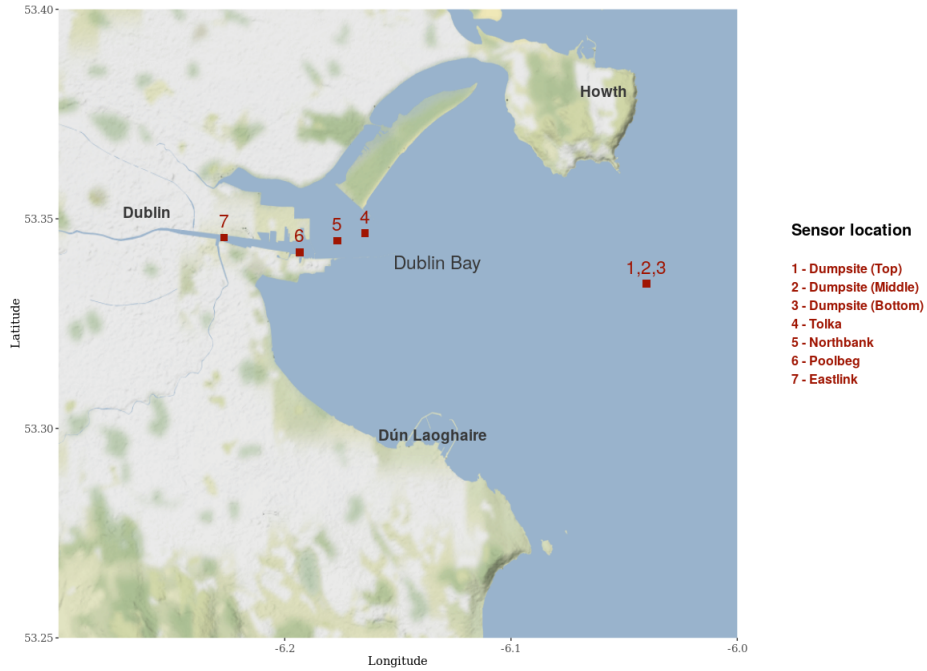 53.40
Howth
53.35
Dublin
7
6
5
4
Dublin Bay
1,2,3
Latitude
53.30
Dún Laoghaire
53.25
-6.2
-6.1
-6.0
Longitude
Sensor location
1 - Dumpsite (Top)
2 - Dumpsite (Middle)
3 - Dumpsite (Bottom)
4 - Tolka
5 - Northbank
6 - Poolbeg
7 - Eastlink